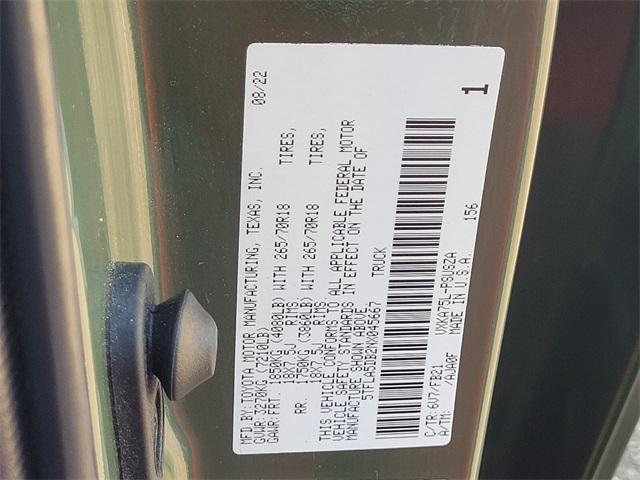 MFD.BY: TOYOTA MOTOR MANUFACTURING, TEXAS, INC. 08/22
GVWR: 3270KG (7210LB)
GAWR: FRT. 1850KG (4080LB) WITH 265/70R18 TIRES,
18X7.5J RIMS,
RR. 1750KG (3860LB) WITH 265/70R18 TIRES,
18X7.5J RIMS,
THIS VEHICLE CONFORMS TO ALL APPLICABLE FEDERAL MOTOR
VEHICLE SAFETY STANDARDS IN EFFECT ON THE DATE OF
MANUFACTURE SHOWN ABOVE.
5TFLA5DB2NX045667 TRUCK
C/TR: 6V7/FB21 VXKA75L-PSUSZA 156
A/TM: /AJA0F MADE IN U.S.A.
1